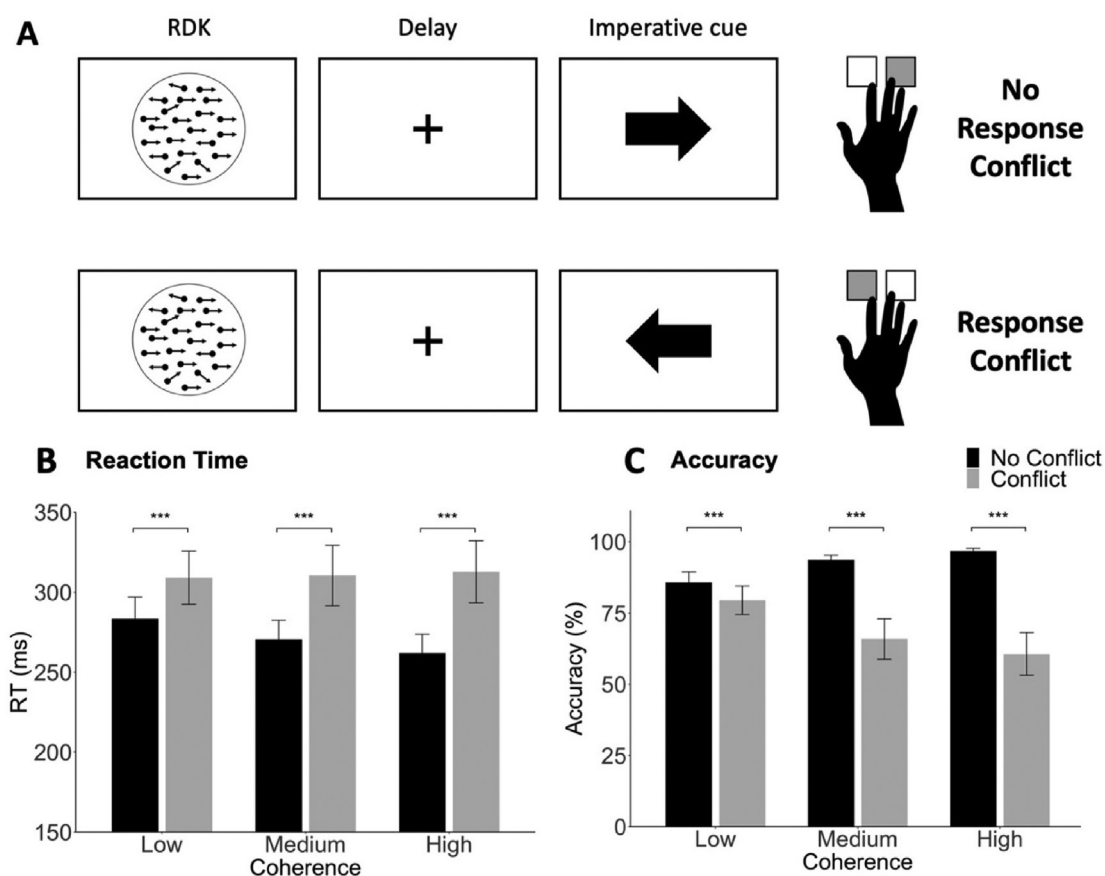 A
RDK
Delay
Imperative cue
No
Response
Conflict
Response
Conflict
B Reaction Time
350
300
250
200
150
RT (ms)
***
***
***
Low
Medium
High
Coherence
C Accuracy
No Conflict
Conflict
100
75
50
25
0
Accuracy (%)
***
***
***
Low
Medium
High
Coherence